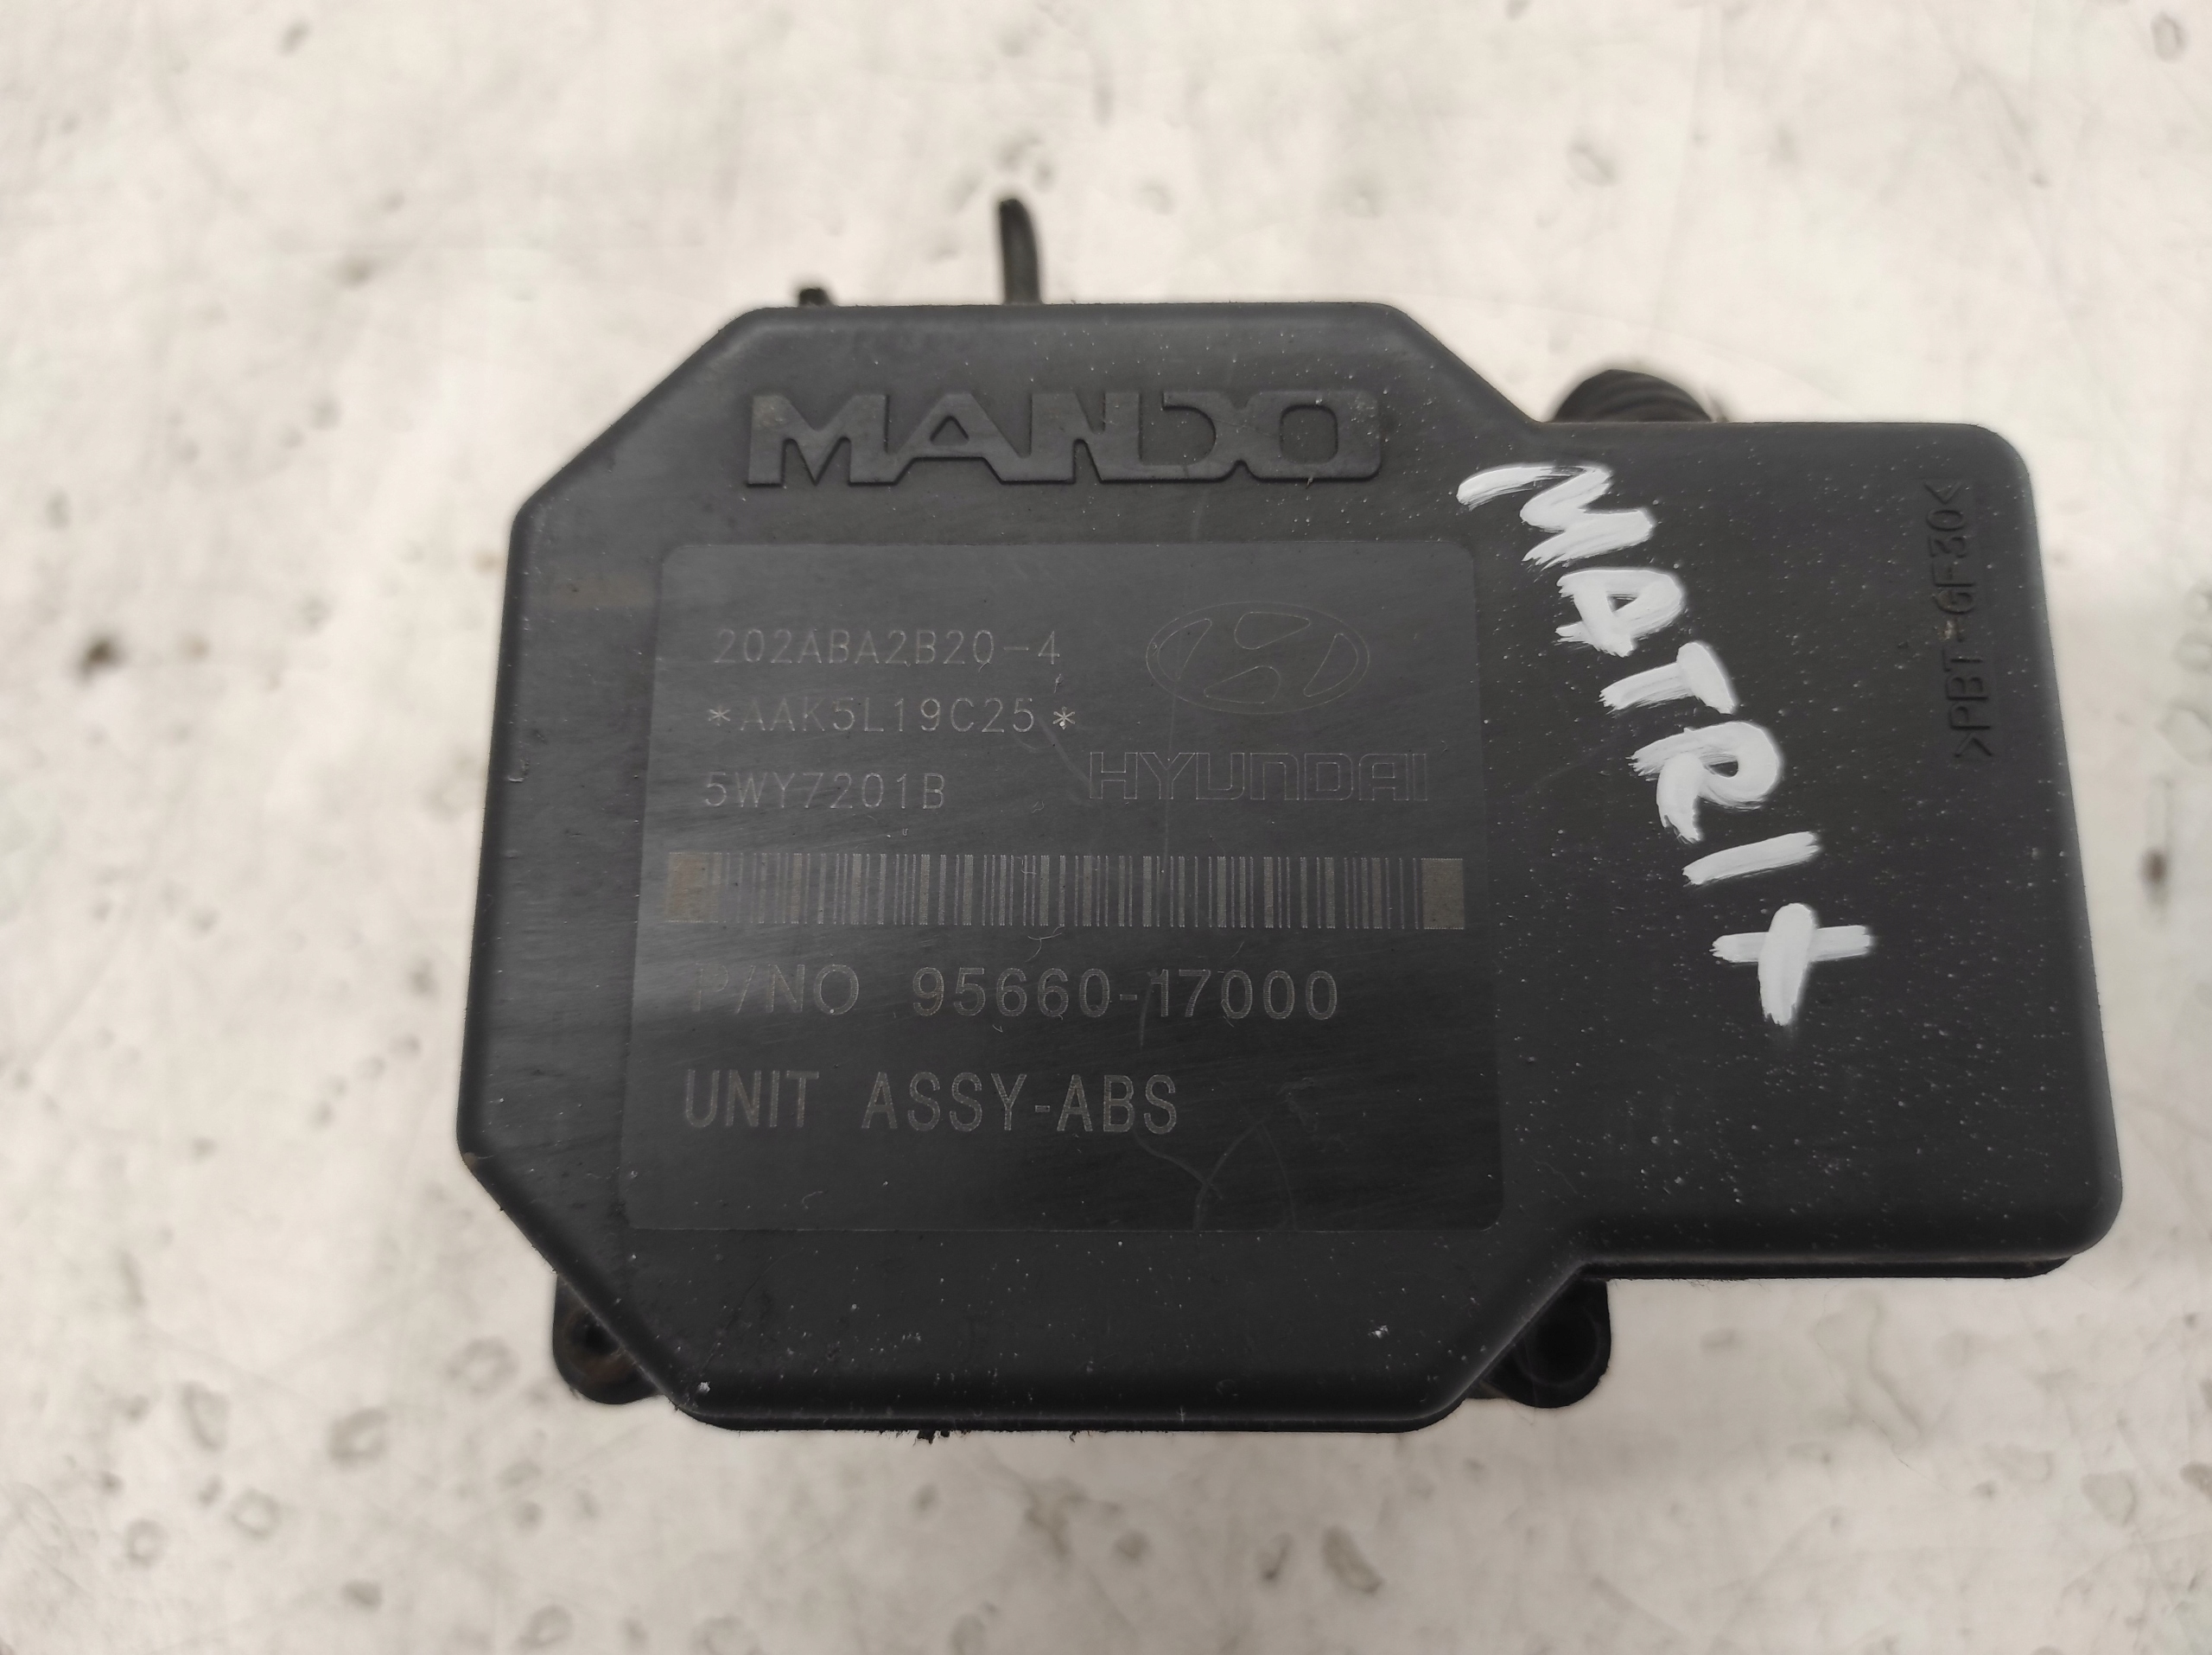 MANDO
202ABA2B20-4
*AAK5L19C25*
5WY7201B
HYUNDAI
P/NO 95660-17000
UNIT ASSY-ABS
MATRIX
>PBT-GF30<